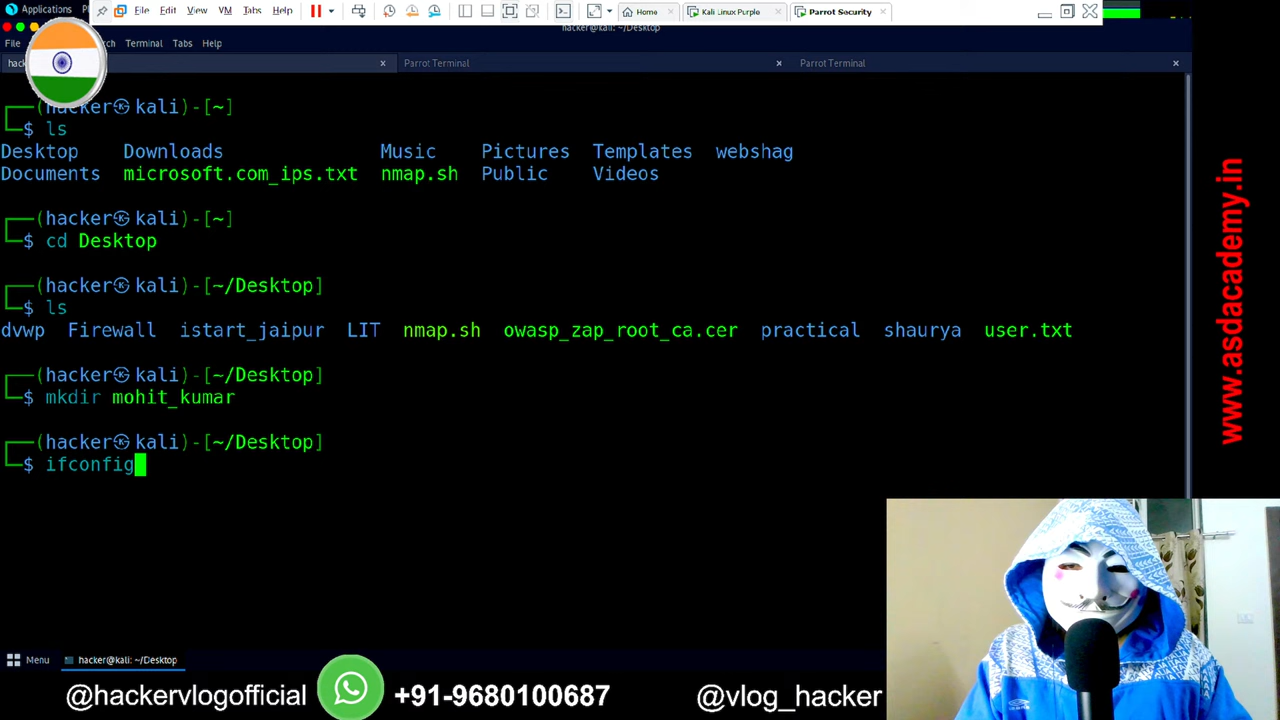 Applications Pl File Edit View VM Tabs Help Home Kali Linux Purple Parrot Security
hacker@kali: ~/Desktop
File rch Terminal Tabs Help
Parrot Terminal Parrot Terminal
┌──(hacker㉿kali)-[~]
└─$ ls
Desktop Downloads Music Pictures Templates webshag
Documents microsoft.com_ips.txt nmap.sh Public Videos
┌──(hacker㉿kali)-[~]
└─$ cd Desktop
┌──(hacker㉿kali)-[~/Desktop]
└─$ ls
dvwp Firewall istart_jaipur LIT nmap.sh owasp_zap_root_ca.cer practical shaurya user.txt
┌──(hacker㉿kali)-[~/Desktop]
└─$ mkdir mohit_kumar
┌──(hacker㉿kali)-[~/Desktop]
└─$ ifconfig
www.asdacademy.in
Menu hacker@kali: ~/Desktop
@hackervlogofficial +91-9680100687 @vlog_hacker